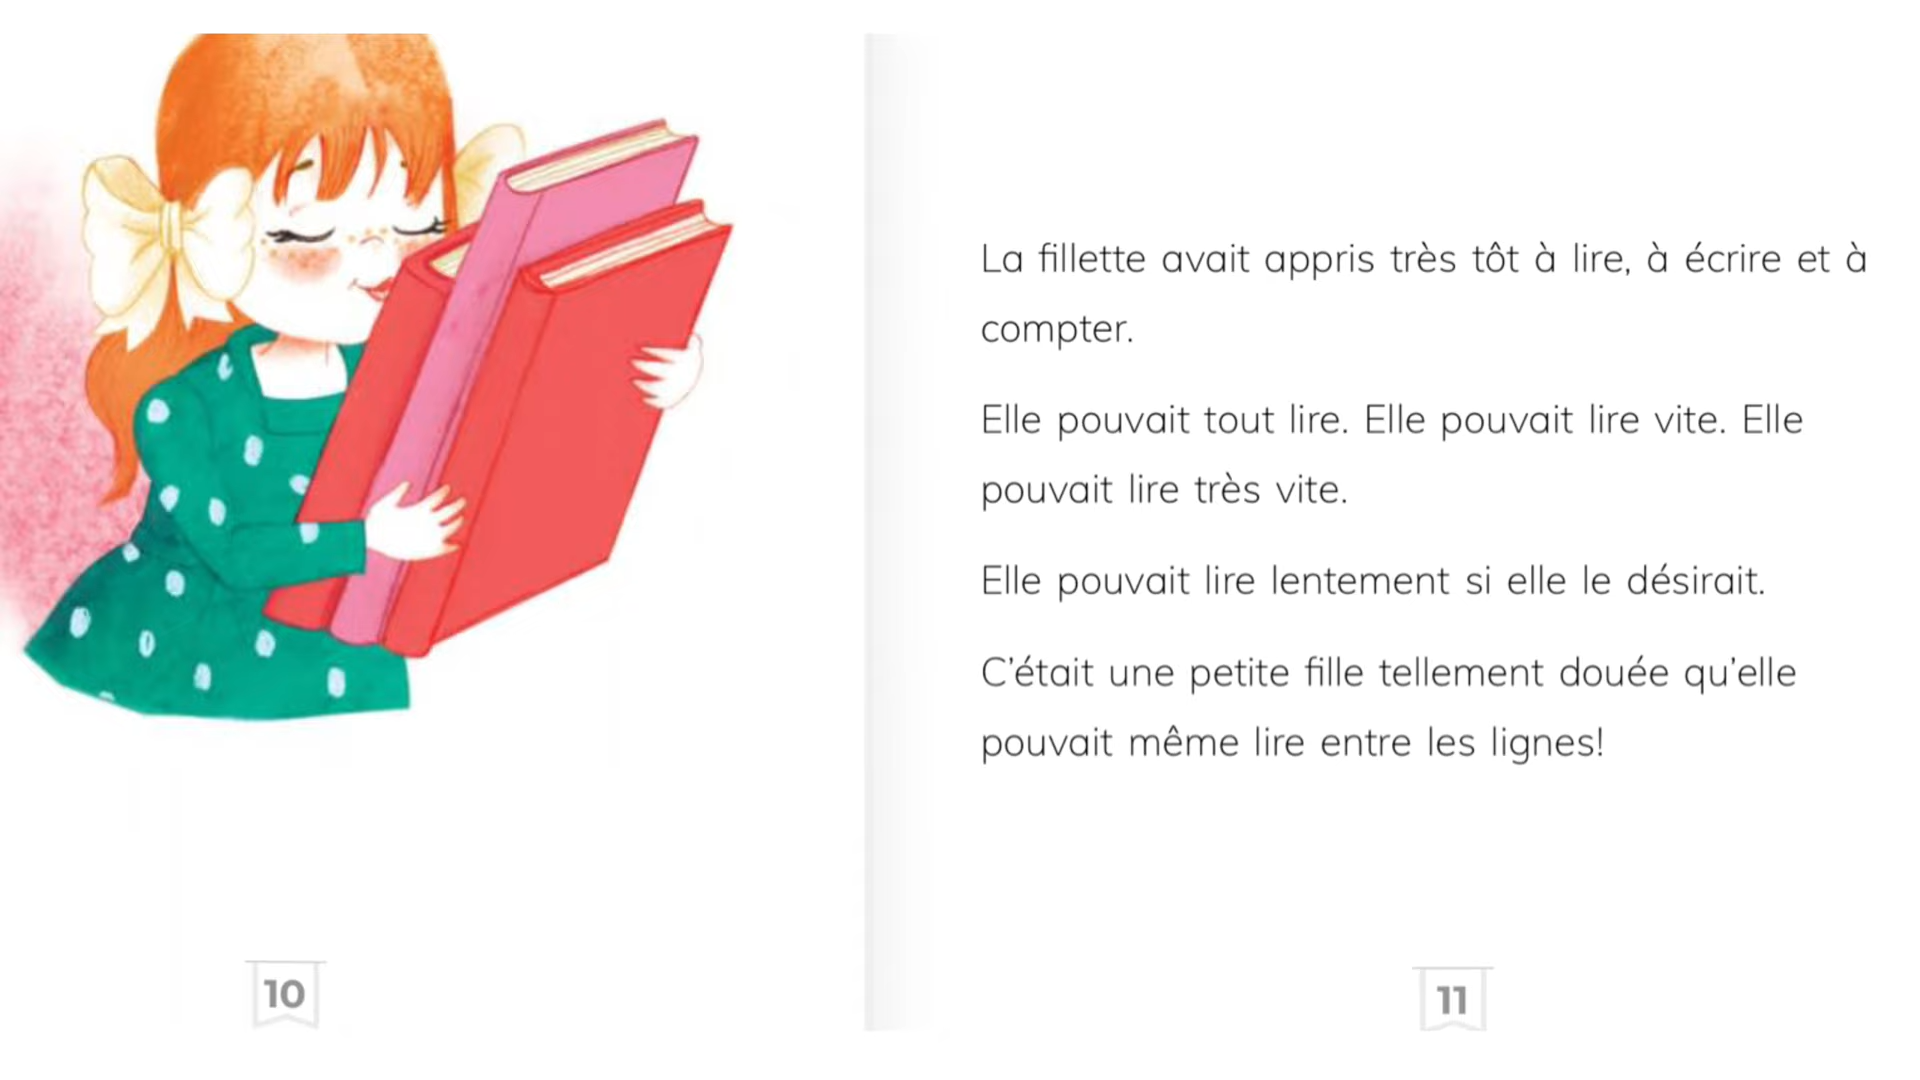 La fillette avait appris très tôt à lire, à écrire et à
compter.
Elle pouvait tout lire. Elle pouvait lire vite. Elle
pouvait lire très vite.
Elle pouvait lire lentement si elle le désirait.
C’était une petite fille tellement douée qu’elle
pouvait même lire entre les lignes!
10
11